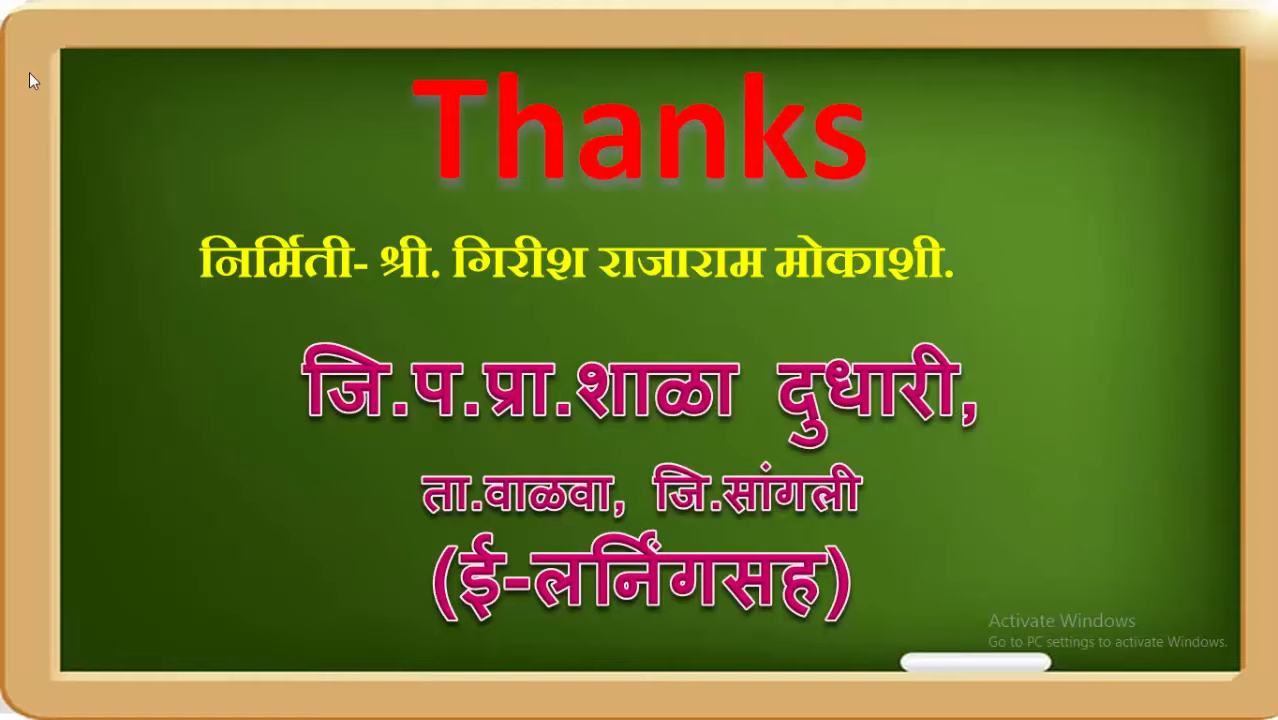 Thanks
निर्मिती- श्री. गिरीश राजाराम मोकाशी.
जि.प.प्रा.शाळा दुधारी,
ता.वाळवा, जि.सांगली
(ई-लर्निंगसह)
Activate Windows
Go to PC settings to activate Windows.